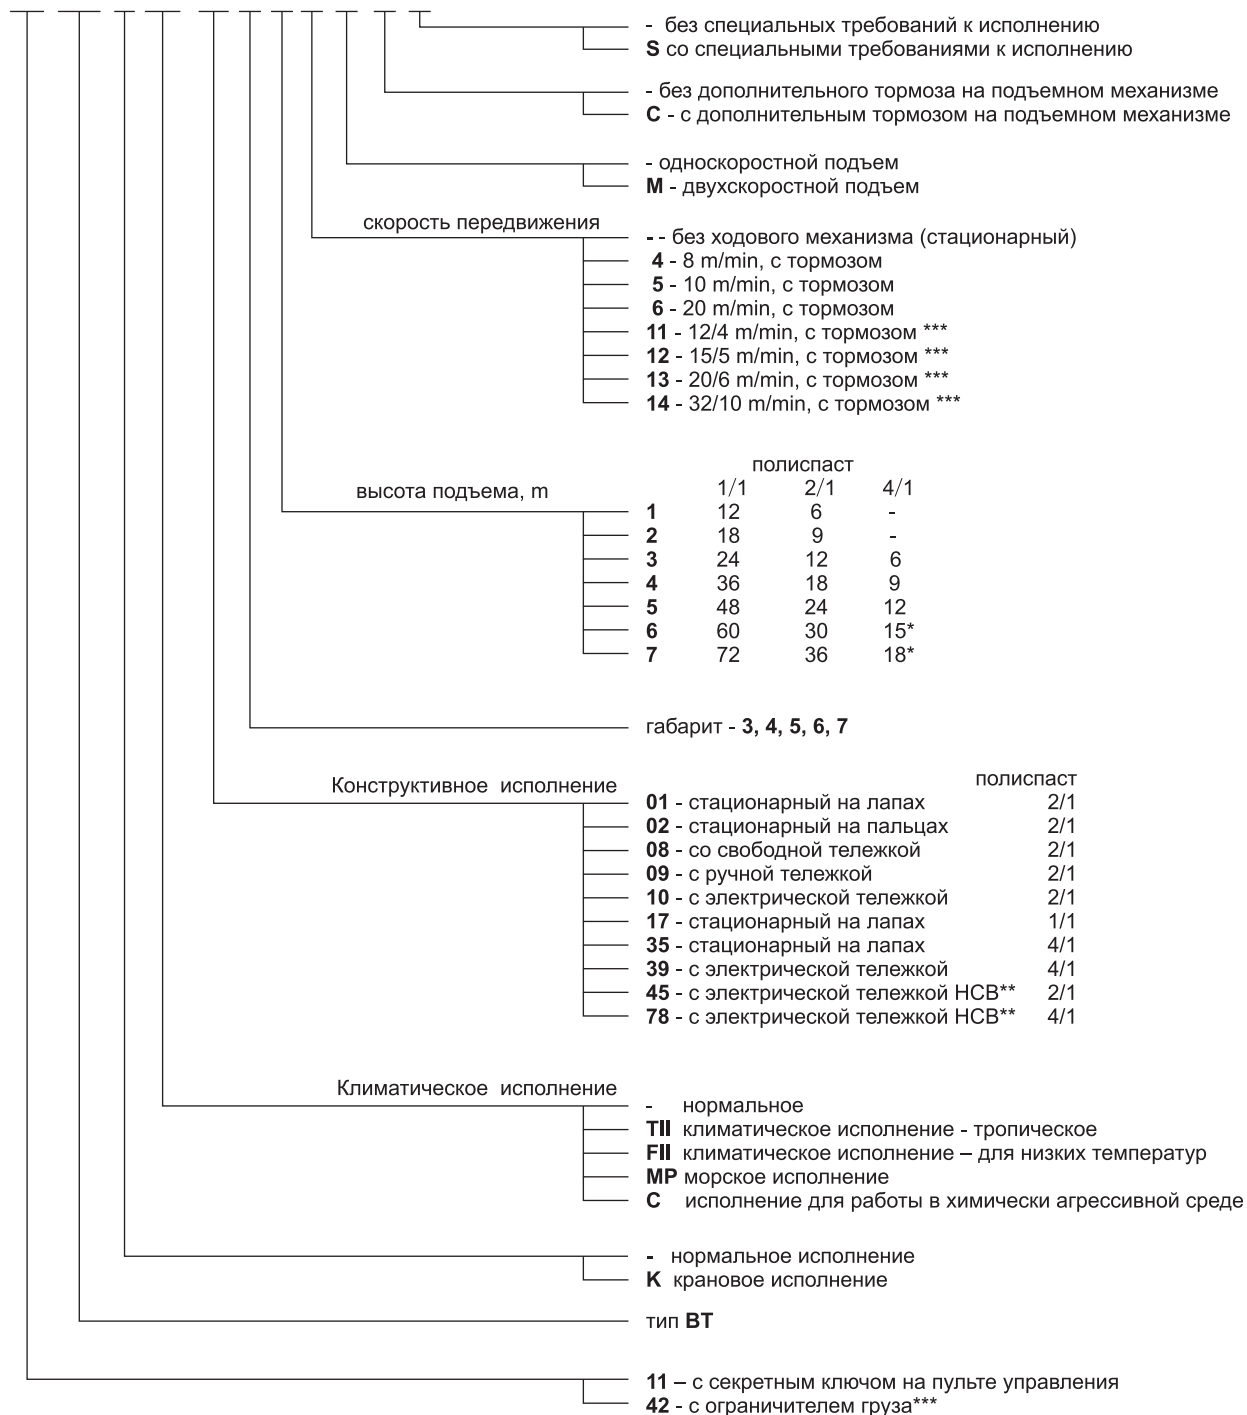 - без специальных требований к исполнению
S со специальными требованиями к исполнению
- без дополнительного тормоза на подъемном механизме
C - с дополнительным тормозом на подъемном механизме
- односкоростной подъем
M - двухскоростной подъем
скорость передвижения
- - без ходового механизма (стационарный)
4 - 8 m/min, с тормозом
5 - 10 m/min, с тормозом
6 - 20 m/min, с тормозом
11 - 12/4 m/min, с тормозом ***
12 - 15/5 m/min, с тормозом ***
13 - 20/6 m/min, с тормозом ***
14 - 32/10 m/min, с тормозом ***
полиспаст
высота подъема, m 1/1 2/1 4/1
1 12 6 -
2 18 9 -
3 24 12 6
4 36 18 9
5 48 24 12
6 60 30 15*
7 72 36 18*
габарит - 3, 4, 5, 6, 7
Конструктивное исполнение полиспаст
01 - стационарный на лапах 2/1
02 - стационарный на пальцах 2/1
08 - со свободной тележкой 2/1
09 - с ручной тележкой 2/1
10 - с электрической тележкой 2/1
17 - стационарный на лапах 1/1
35 - стационарный на лапах 4/1
39 - с электрической тележкой 4/1
45 - с электрической тележкой НСВ** 2/1
78 - с электрической тележкой НСВ** 4/1
Климатическое исполнение
- нормальное
TII климатическое исполнение - тропическое
FII климатическое исполнение – для низких температур
MP морское исполнение
C исполнение для работы в химически агрессивной среде
- нормальное исполнение
K крановое исполнение
тип BT
11 – с секретным ключом на пульте управления
42 - с ограничителем груза***